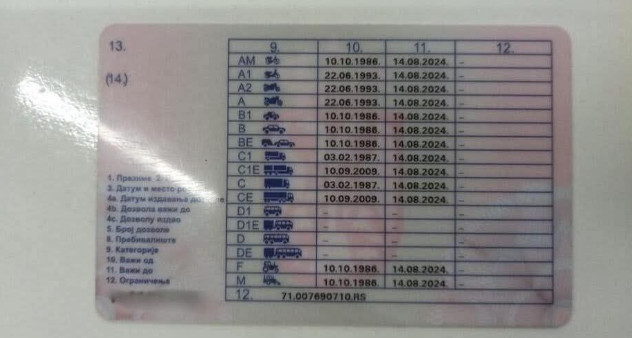 13.
(14.)
9. 10. 11. 12.
AM 10.10.1986. 14.08.2024. –
A1 22.06.1993. 14.08.2024. –
A2 22.06.1993. 14.08.2024. –
A 22.06.1993. 14.08.2024. –
B1 10.10.1986. 14.08.2024. –
B 10.10.1986. 14.08.2024. –
BE 10.10.1986. 14.08.2024. –
C1 03.02.1987. 14.08.2024. –
C1E 10.09.2009. 14.08.2024. –
C 03.02.1987. 14.08.2024. –
CE 10.09.2009. 14.08.2024. –
D1 – – –
D1E – – –
D – – –
DE – – –
F 10.10.1986. 14.08.2024. –
M 10.10.1986. 14.08.2024. –
12. 71.007690710.RS
1. Презиме 2.
3. Датум и место
4a. Датум издавања
4b. Дозвола важи до
4c. Дозволу издао
5. Број дозволе
8. Пребивалиште
9. Категорије
10. Важи од
11. Важи до
12. Ограничења